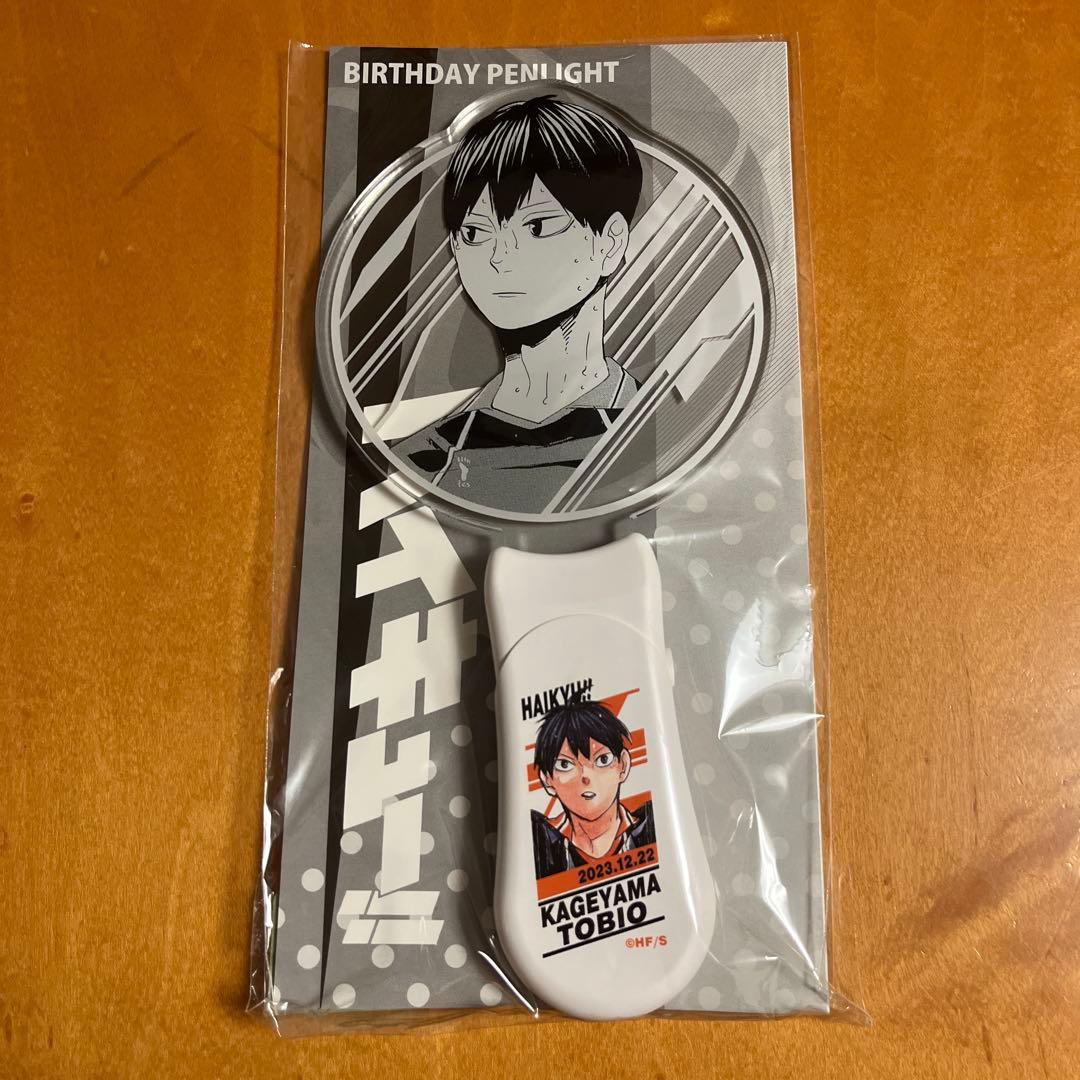 BIRTHDAY PENLIGHT
ハイキュー!!
HAIKYU!!
2023.12.22
KAGEYAMA
TOBIO
©HF/S